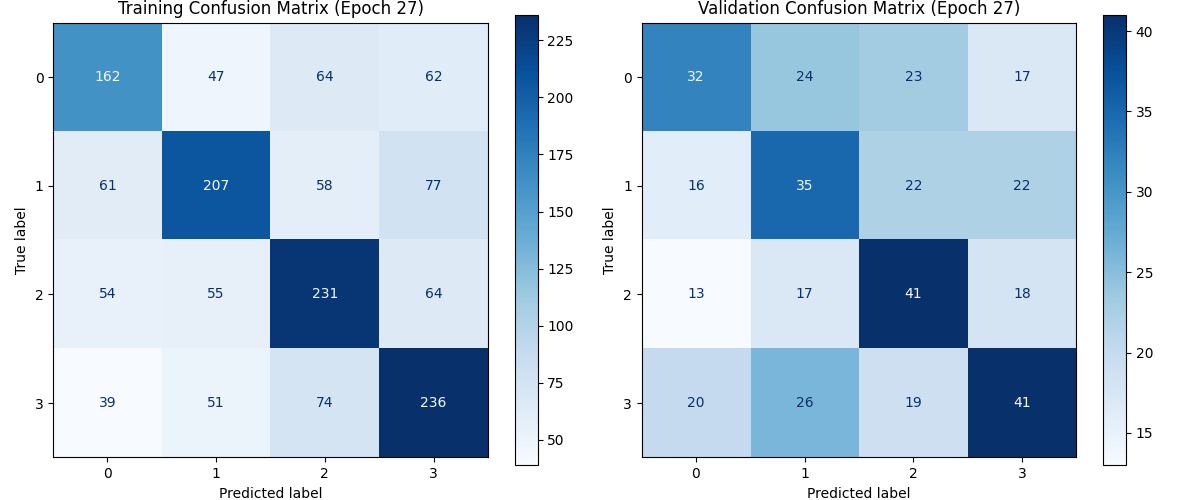 Training Confusion Matrix (Epoch 27)
0 162 47 64 62
1 61 207 58 77
2 54 55 231 64
3 39 51 74 236
0 1 2 3
Predicted label
True label
225
200
175
150
125
100
75
50
Validation Confusion Matrix (Epoch 27)
0 32 24 23 17
1 16 35 22 22
2 13 17 41 18
3 20 26 19 41
0 1 2 3
Predicted label
True label
40
35
30
25
20
15